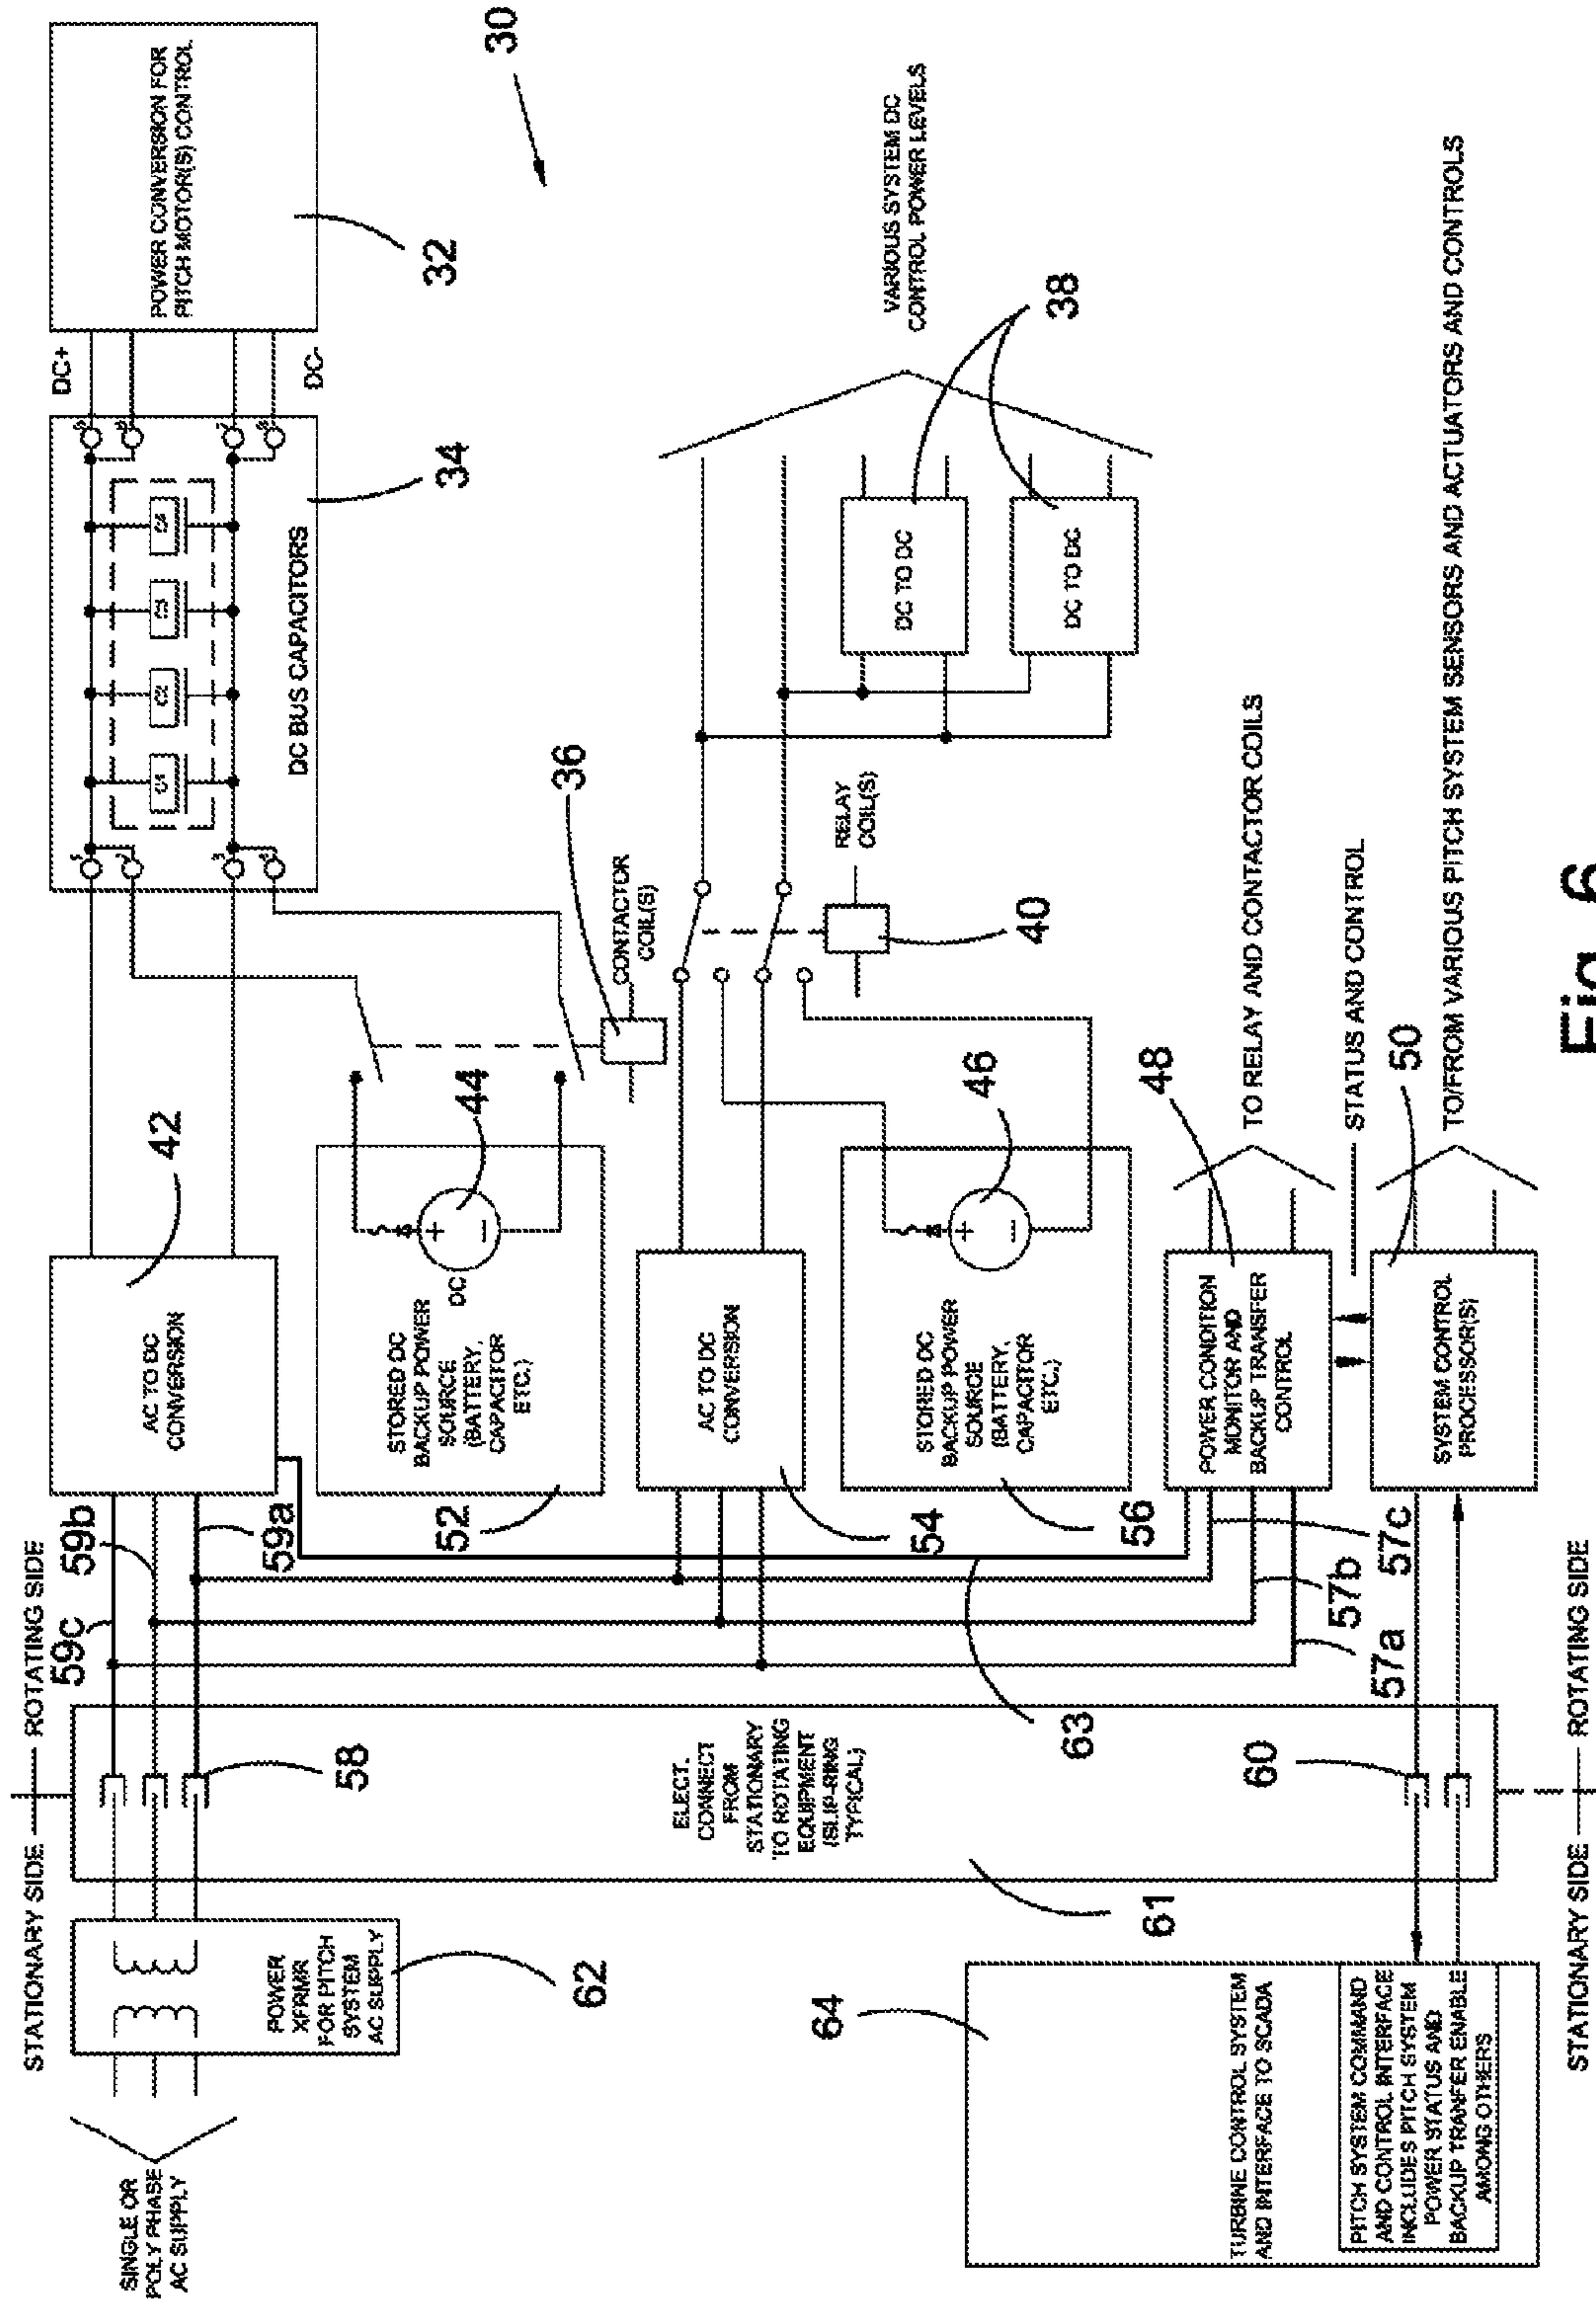 STATIONARY SIDE
ROTATING SIDE
SINGLE OR
POLY PHASE
AC SUPPLY
POWER
XFRMR
FOR PITCH
SYSTEM
AC SUPPLY
62
58
59c
59b
59a
AC TO DC
CONVERSION
42
C1
C2
C3
C4
DC BUS CAPACITORS
34
DC+
DC-
POWER CONVERSION FOR
PITCH MOTOR(S) CONTROL
32
30
STORED DC
BACKUP POWER
SOURCE
(BATTERY,
CAPACITOR
ETC.)
DC
+
−
44
52
CONTACTOR
COIL(S)
36
AC TO DC
CONVERSION
54
RELAY
COIL(S)
40
DC TO DC
DC TO DC
38
VARIOUS SYSTEM DC
CONTROL POWER LEVELS
STORED DC
BACKUP POWER
SOURCE
(BATTERY,
CAPACITOR
ETC.)
+
−
46
56
ELECT.
CONNECT
FROM
STATIONARY
TO ROTATING
EQUIPMENT
(SLIP-RING
TYPICAL)
61
63
60
57a
57b
57c
POWER CONDITION
MONITOR AND
BACKUP TRANSFER
CONTROL
48
TO RELAY AND CONTACTOR COILS
STATUS AND CONTROL
SYSTEM CONTROL
PROCESSOR(S)
50
TO/FROM VARIOUS PITCH SYSTEM SENSORS AND ACTUATORS AND CONTROLS
64
TURBINE CONTROL SYSTEM
AND INTERFACE TO SCADA
PITCH SYSTEM COMMAND
AND CONTROL INTERFACE
INCLUDES PITCH SYSTEM
POWER STATUS AND
BACKUP TRANFER ENABLE
AMONG OTHERS
STATIONARY SIDE
ROTATING SIDE
Fig. 6